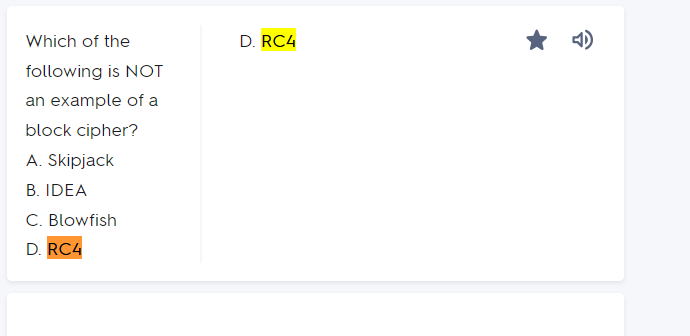 Which of the
following is NOT
an example of a
block cipher?
A. Skipjack
B. IDEA
C. Blowfish
D. RC4
D. RC4